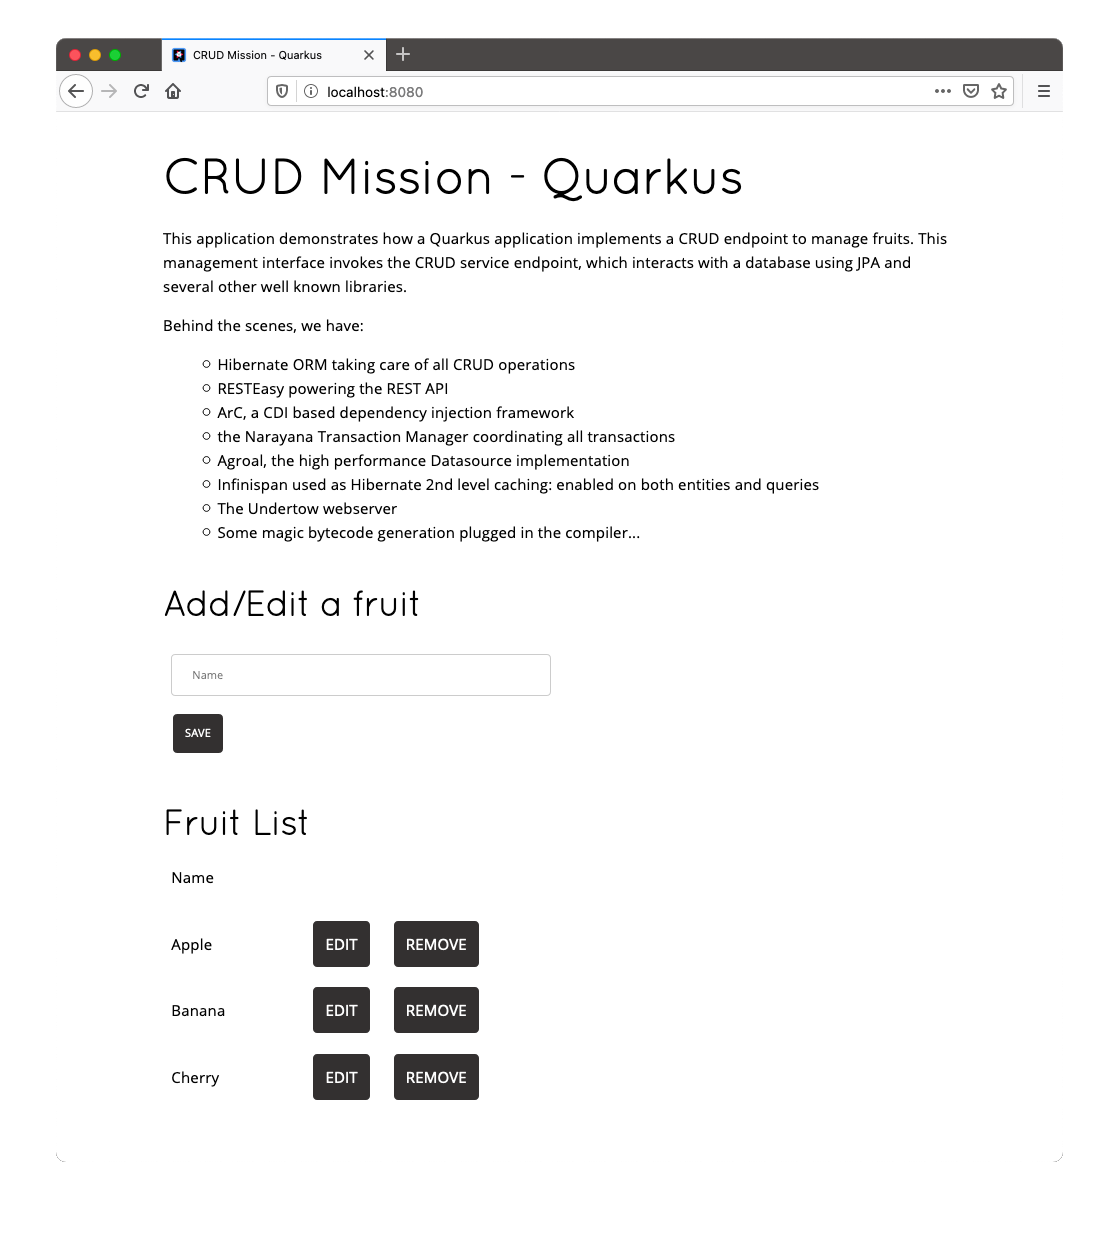 CRUD Mission - Quarkus
localhost:8080
CRUD Mission - Quarkus
This application demonstrates how a Quarkus application implements a CRUD endpoint to manage fruits. This
management interface invokes the CRUD service endpoint, which interacts with a database using JPA and
several other well known libraries.
Behind the scenes, we have:
Hibernate ORM taking care of all CRUD operations
RESTEasy powering the REST API
ArC, a CDI based dependency injection framework
the Narayana Transaction Manager coordinating all transactions
Agroal, the high performance Datasource implementation
Infinispan used as Hibernate 2nd level caching: enabled on both entities and queries
The Undertow webserver
Some magic bytecode generation plugged in the compiler...
Add/Edit a fruit
Name
SAVE
Fruit List
Name
Apple EDIT REMOVE
Banana EDIT REMOVE
Cherry EDIT REMOVE